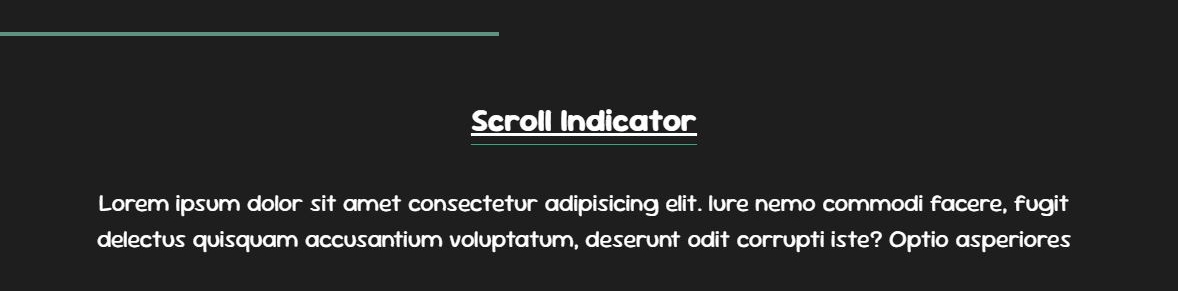 Scroll Indicator
Lorem ipsum dolor sit amet consectetur adipisicing elit. Iure nemo commodi facere, fugit
delectus quisquam accusantium voluptatum, deserunt odit corrupti iste? Optio asperiores